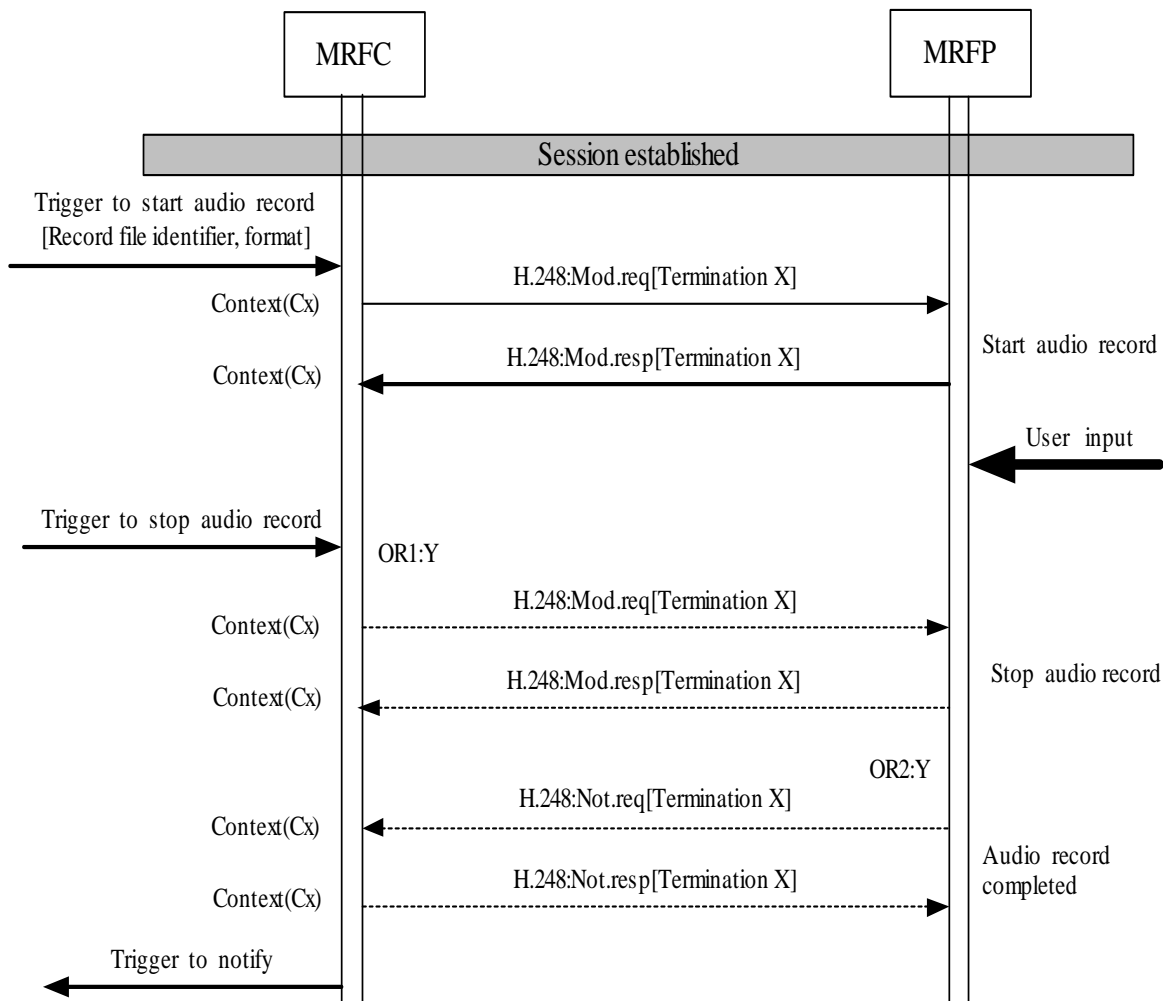 MRFC
MRFP
Session established
Trigger to start audio record
[Record file identifier, format]
H.248:Mod.req[Termination X]
Context(Cx)
Start audio record
H.248:Mod.resp[Termination X]
Context(Cx)
User input
Trigger to stop audio record
OR1:Y
H.248:Mod.req[Termination X]
Context(Cx)
Stop audio record
H.248:Mod.resp[Termination X]
Context(Cx)
OR2:Y
H.248:Not.req[Termination X]
Context(Cx)
Audio record
completed
H.248:Not.resp[Termination X]
Context(Cx)
Trigger to notify